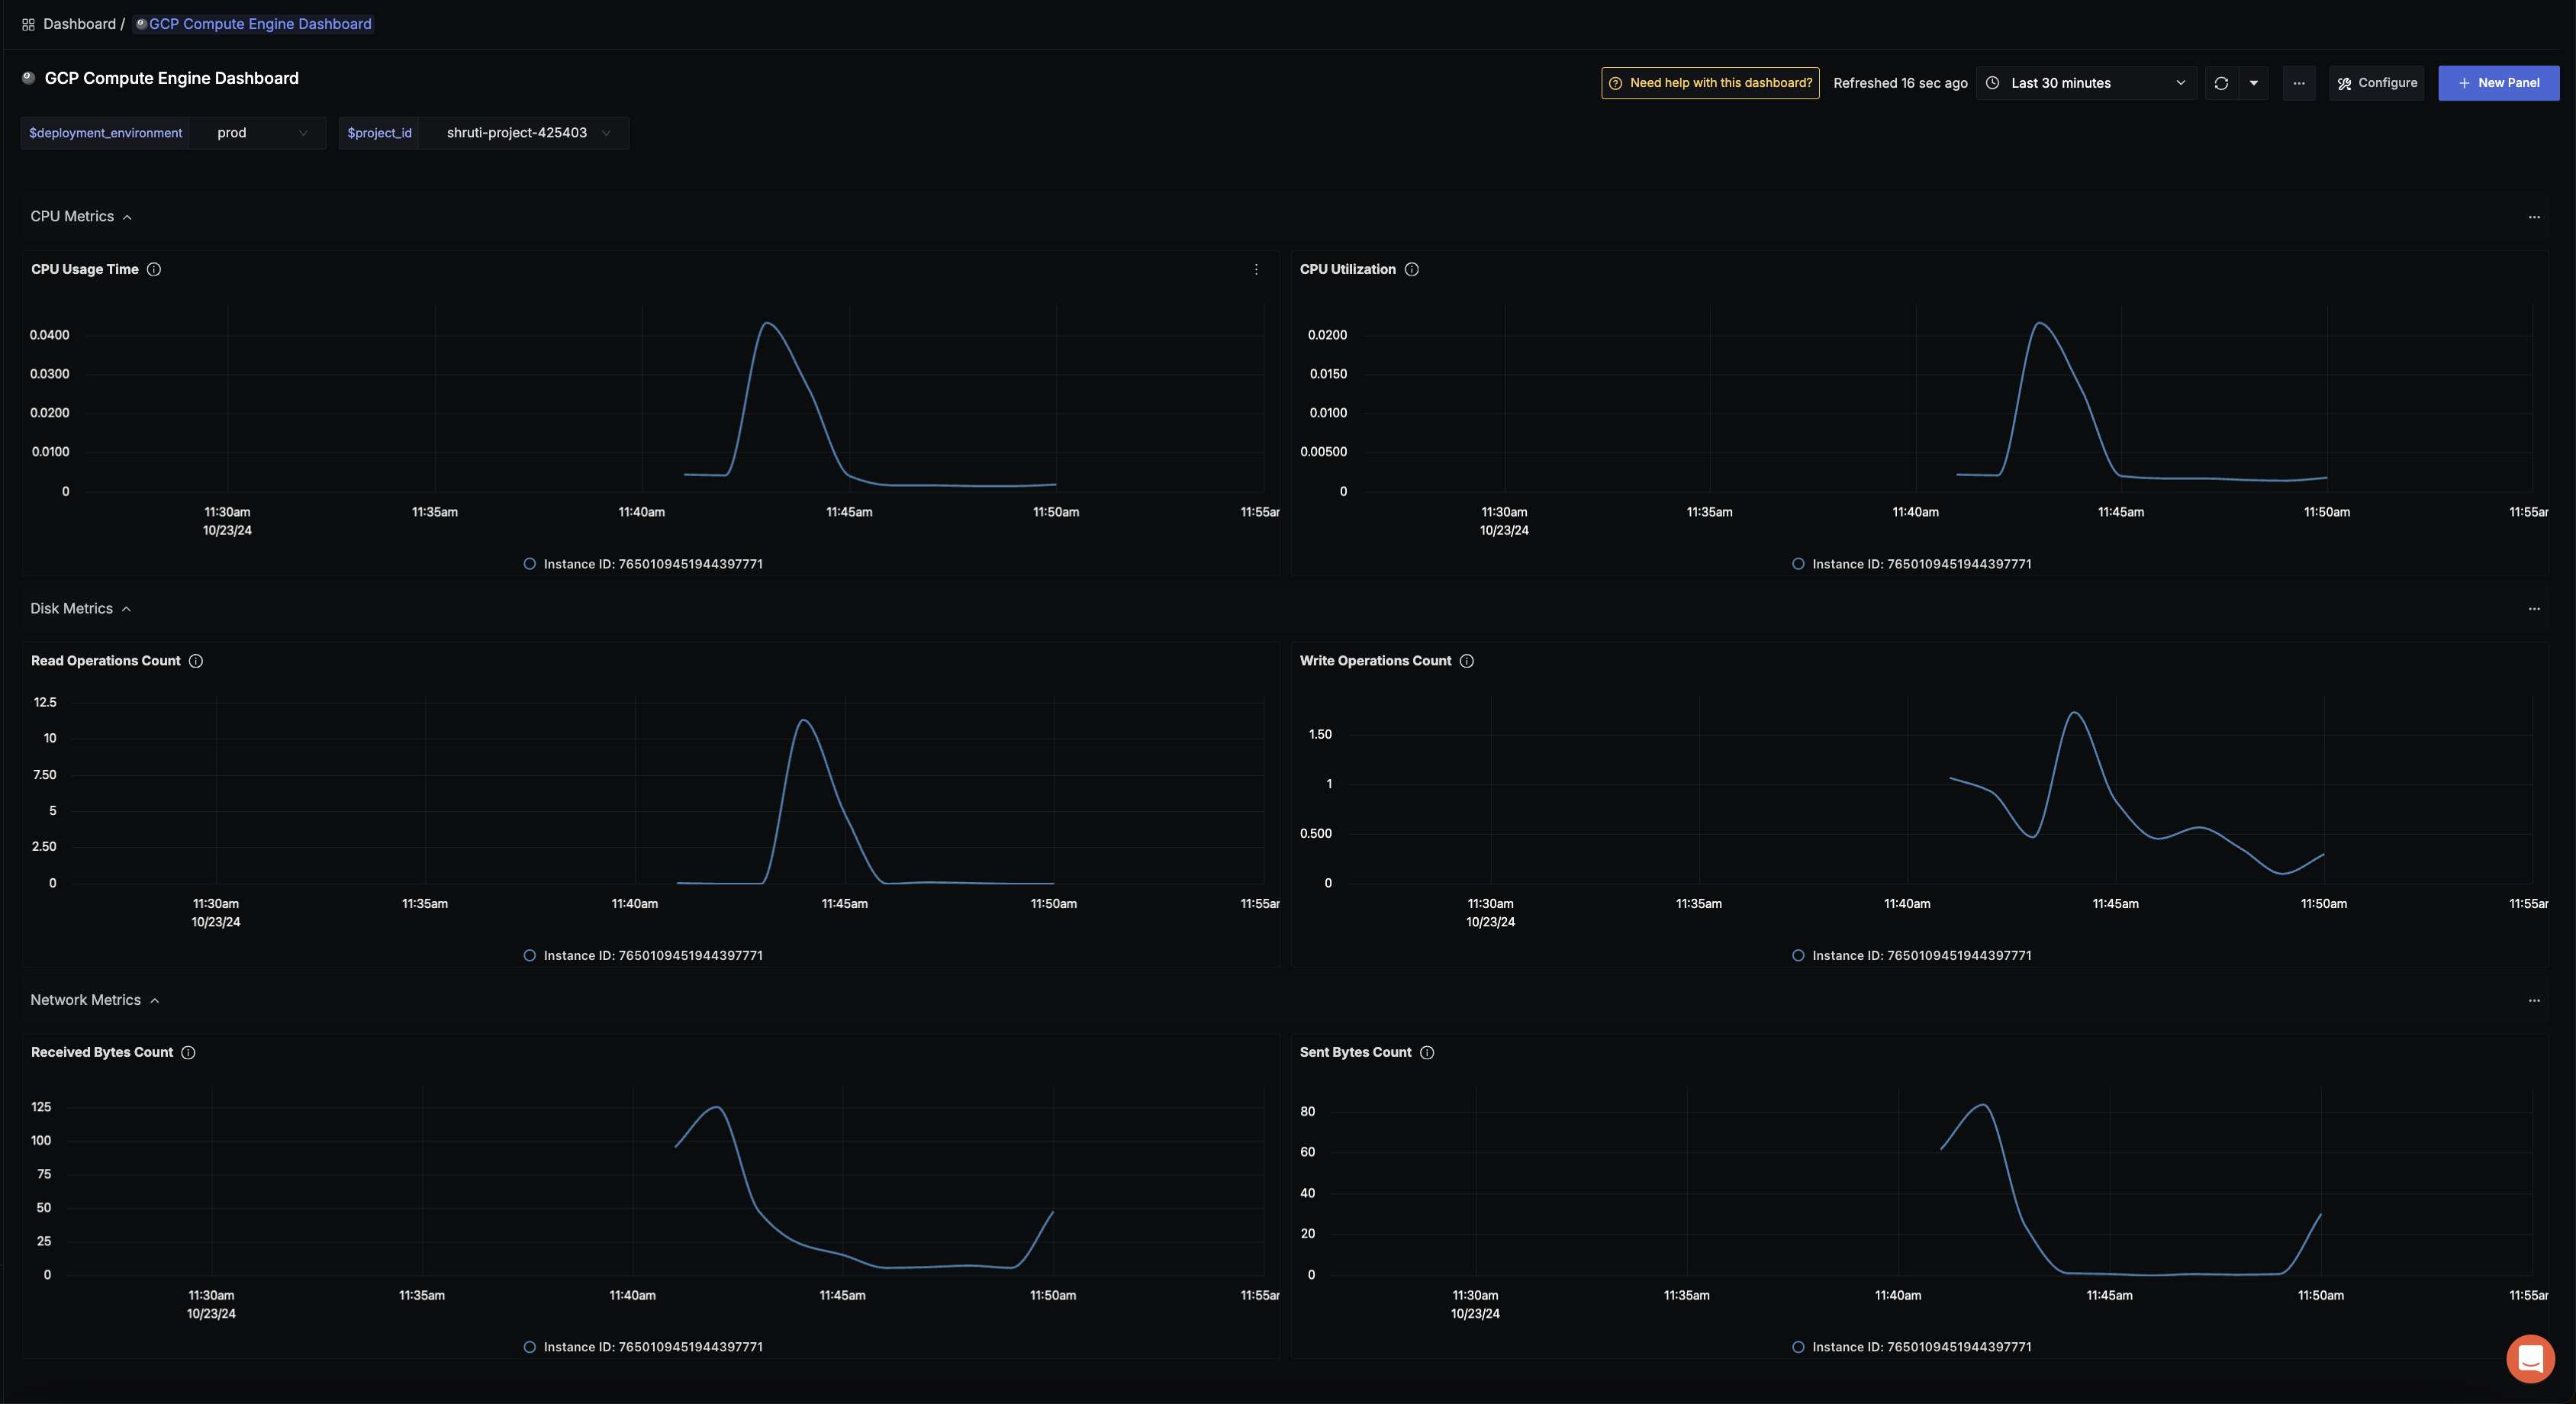 Dashboard / GCP Compute Engine Dashboard
GCP Compute Engine Dashboard
Need help with this dashboard? Refreshed 16 sec ago Last 30 minutes ... Configure + New Panel
$deployment_environment prod $project_id shruti-project-425403
CPU Metrics
CPU Usage Time
0.0400
0.0300
0.0200
0.0100
0
11:30am 11:35am 11:40am 11:45am 11:50am 11:55ar
10/23/24
Instance ID: 7650109451944397771
CPU Utilization
0.0200
0.0150
0.0100
0.00500
0
11:30am 11:35am 11:40am 11:45am 11:50am 11:55ar
10/23/24
Instance ID: 7650109451944397771
Disk Metrics
Read Operations Count
12.5
10
7.50
5
2.50
0
11:30am 11:35am 11:40am 11:45am 11:50am 11:55ar
10/23/24
Instance ID: 7650109451944397771
Write Operations Count
1.50
1
0.500
0
11:30am 11:35am 11:40am 11:45am 11:50am 11:55ar
10/23/24
Instance ID: 7650109451944397771
Network Metrics
Received Bytes Count
125
100
75
50
25
0
11:30am 11:35am 11:40am 11:45am 11:50am 11:55ar
10/23/24
Instance ID: 7650109451944397771
Sent Bytes Count
80
60
40
20
0
11:30am 11:35am 11:40am 11:45am 11:50am 11:55ar
10/23/24
Instance ID: 7650109451944397771